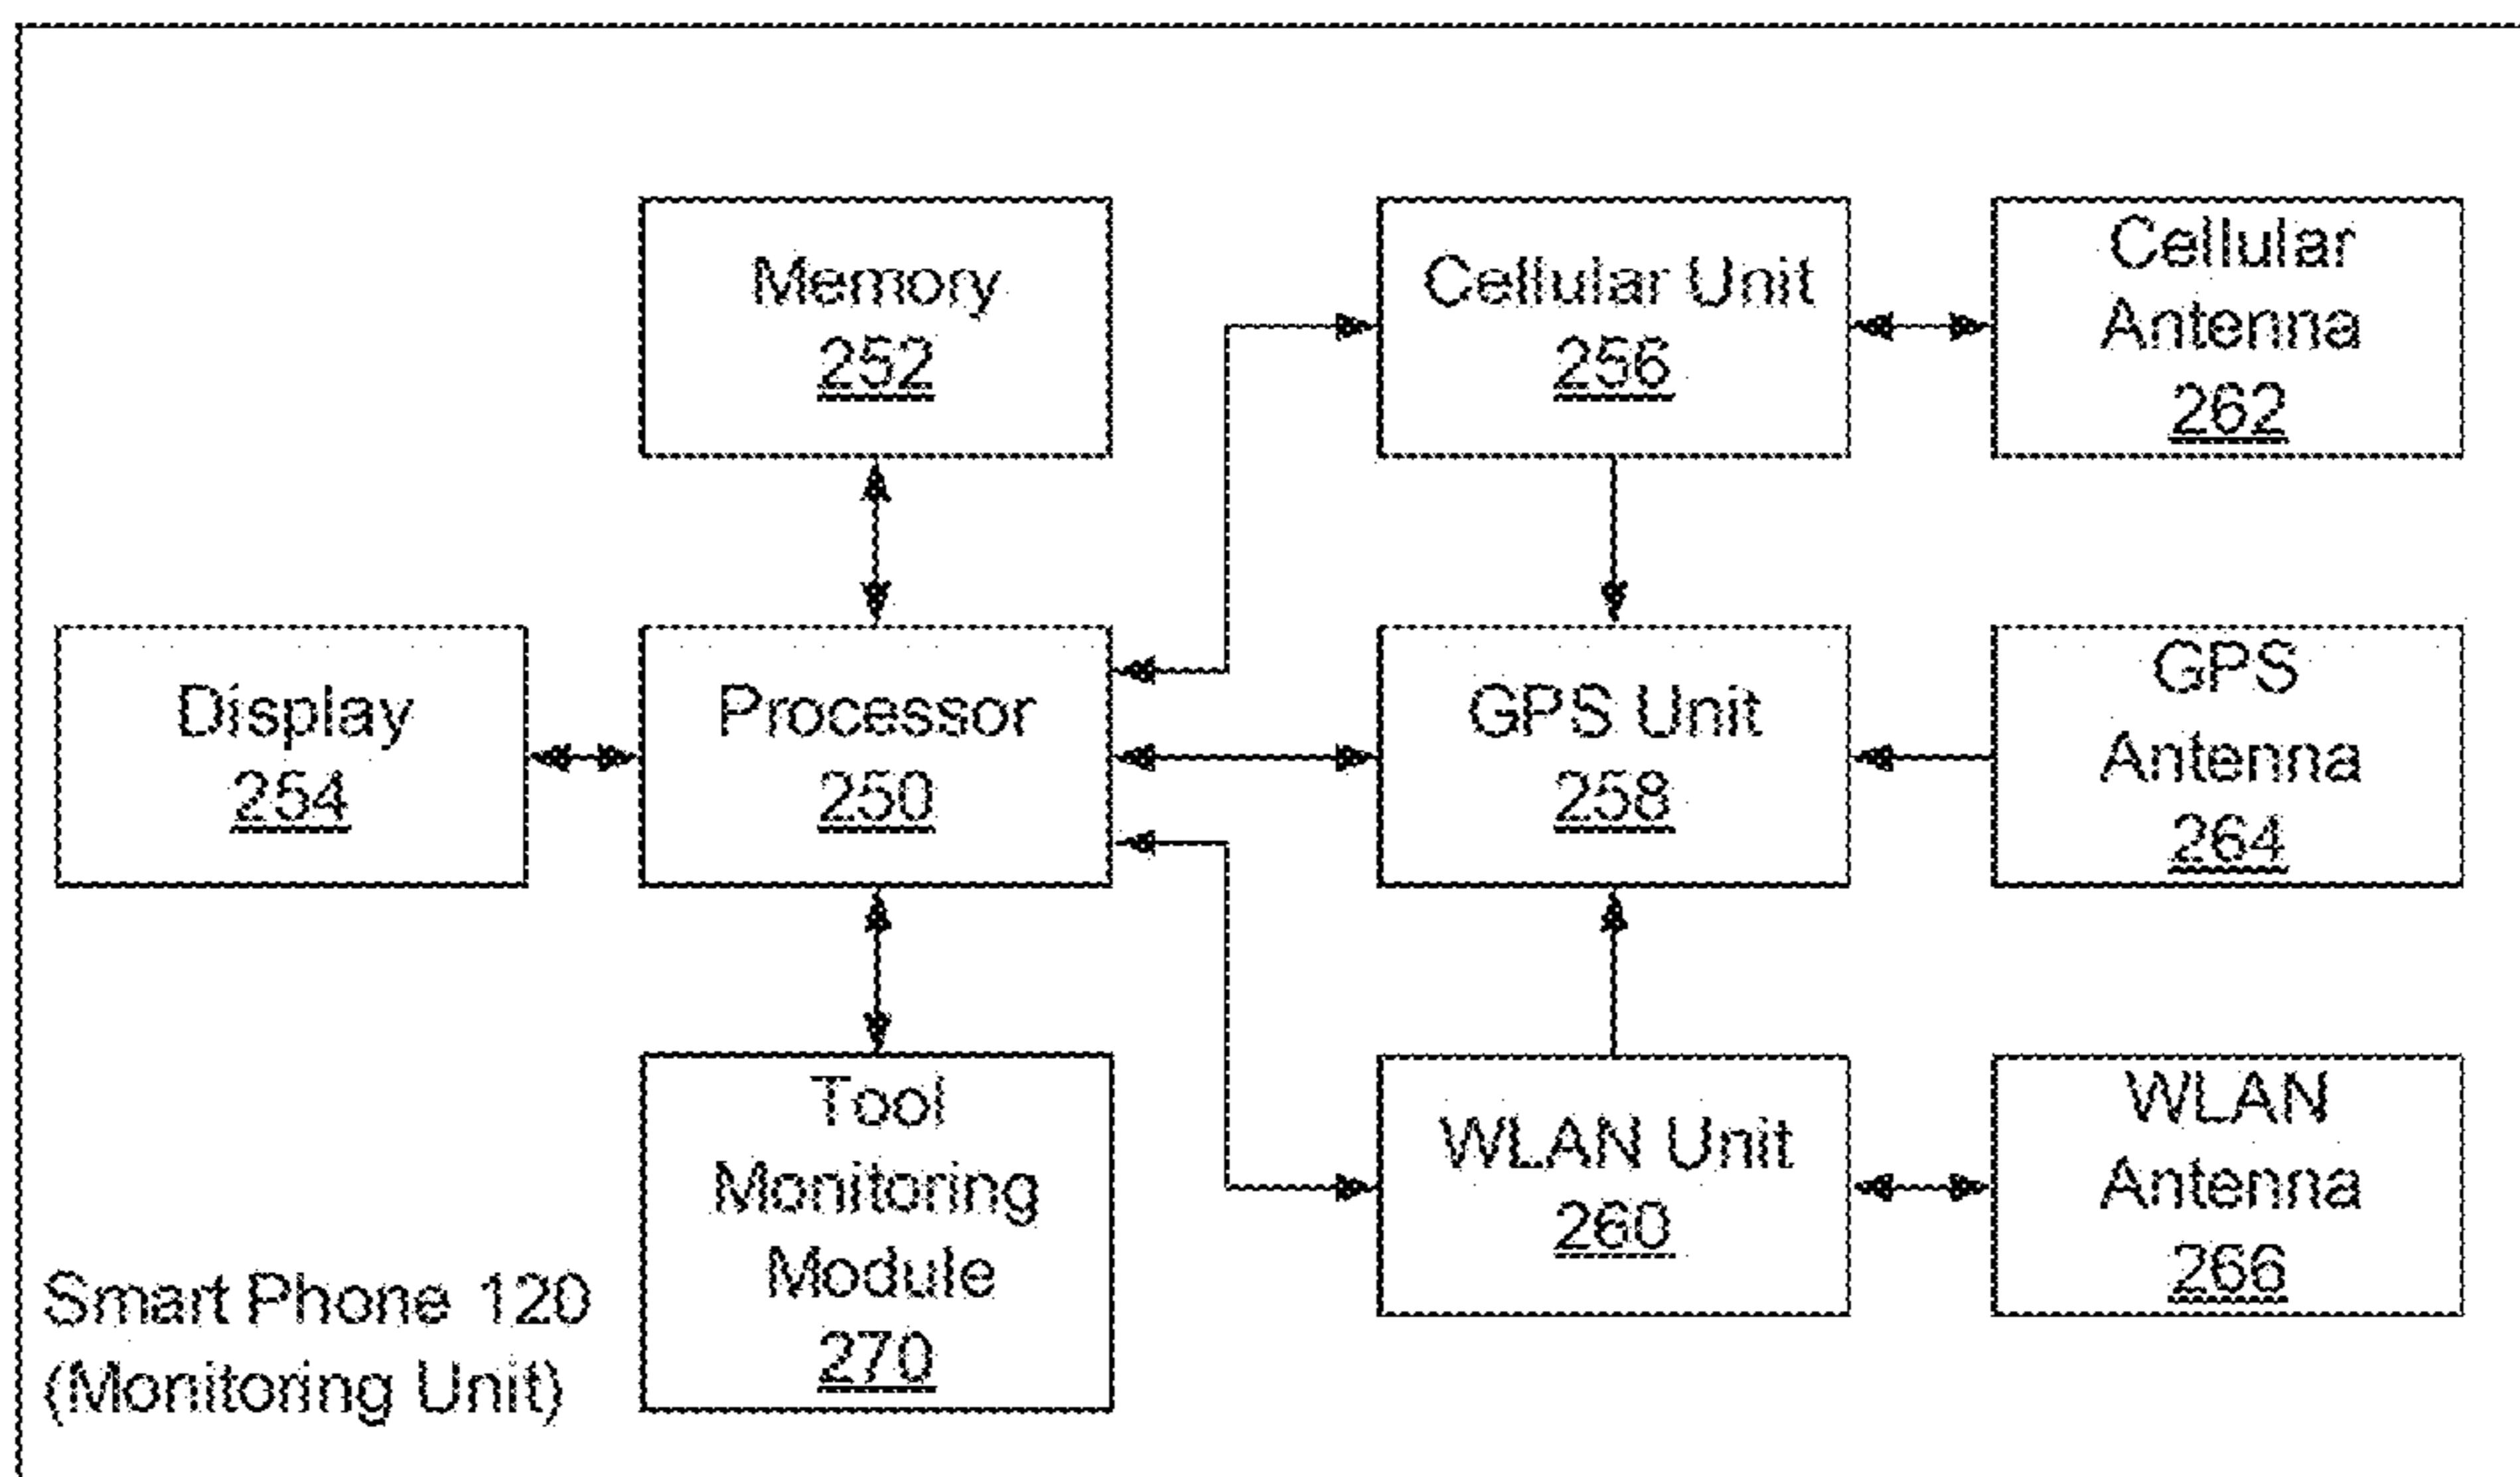 Memory
252
Cellular Unit
256
Cellular
Antenna
262
Display
254
Processor
250
GPS Unit
258
GPS
Antenna
264
Tool
Monitoring
Module
270
WLAN Unit
260
WLAN
Antenna
266
Smart Phone 120
(Monitoring Unit)